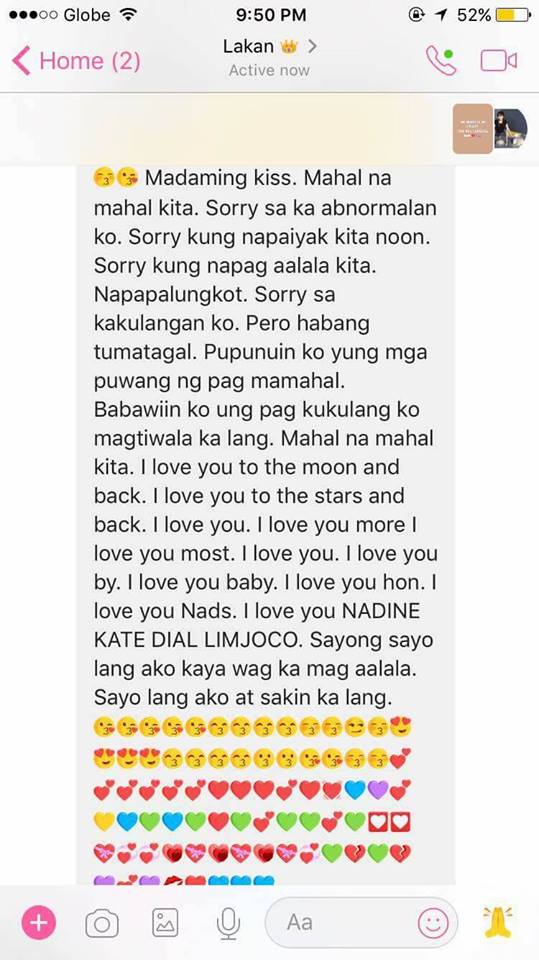 Globe
9:50 PM
52%
Home (2)
Lakan 👑
Active now
😙😘 Madaming kiss. Mahal na
mahal kita. Sorry sa ka abnormalan
ko. Sorry kung napaiyak kita noon.
Sorry kung napag aalala kita.
Napapalungkot. Sorry sa
kakulangan ko. Pero habang
tumatagal. Pupunuin ko yung mga
puwang ng pag mamahal.
Babawiin ko ung pag kukulang ko
magtiwala ka lang. Mahal na mahal
kita. I love you to the moon and
back. I love you to the stars and
back. I love you. I love you more I
love you most. I love you. I love you
by. I love you baby. I love you hon. I
love you Nads. I love you NADINE
KATE DIAL LIMJOCO. Sayong sayo
lang ako kaya wag ka mag aalala.
Sayo lang ako at sakin ka lang.
Aa